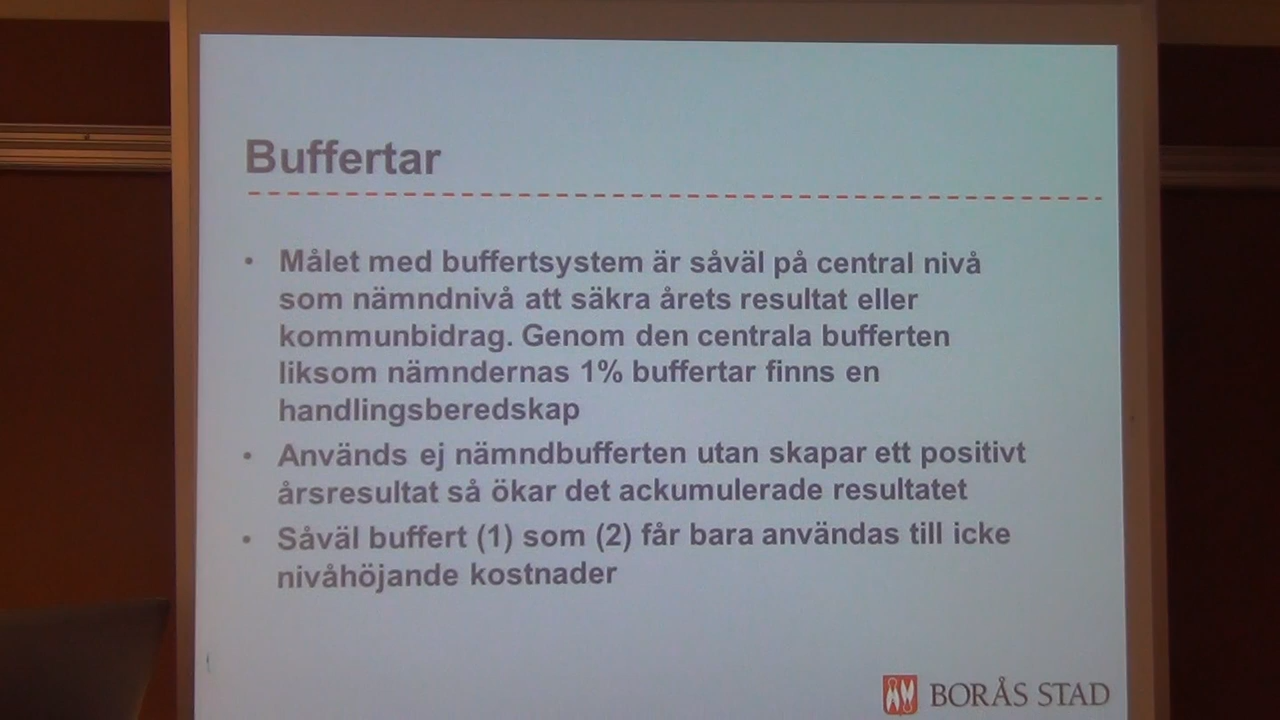 Buffertar
• Målet med buffertsystem är såväl på central nivå
som nämndnivå att säkra årets resultat eller
kommunbidrag. Genom den centrala bufferten
liksom nämndernas 1% buffertar finns en
handlingsberedskap
• Används ej nämndbufferten utan skapar ett positivt
årsresultat så ökar det ackumulerade resultatet
• Såväl buffert (1) som (2) får bara användas till icke
nivåhöjande kostnader
BORÅS STAD